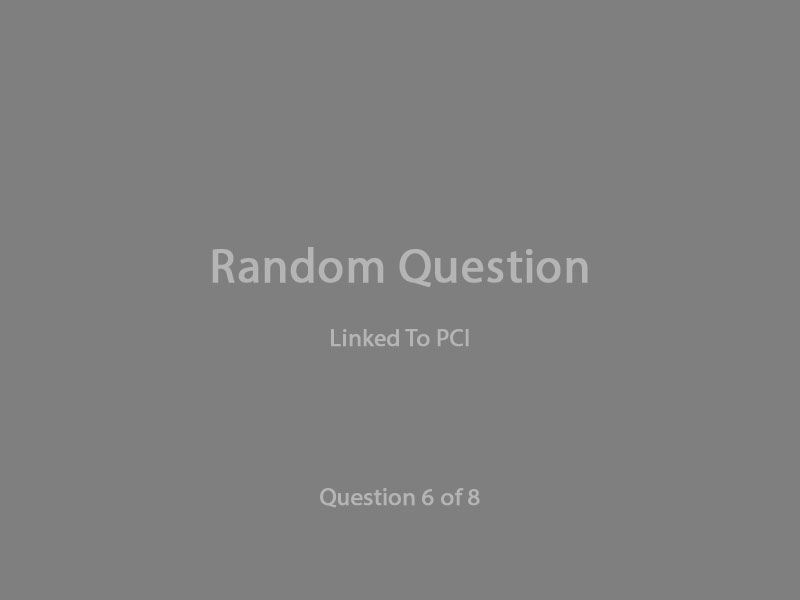 Random Question
Linked To PCI
Question 6 of 8